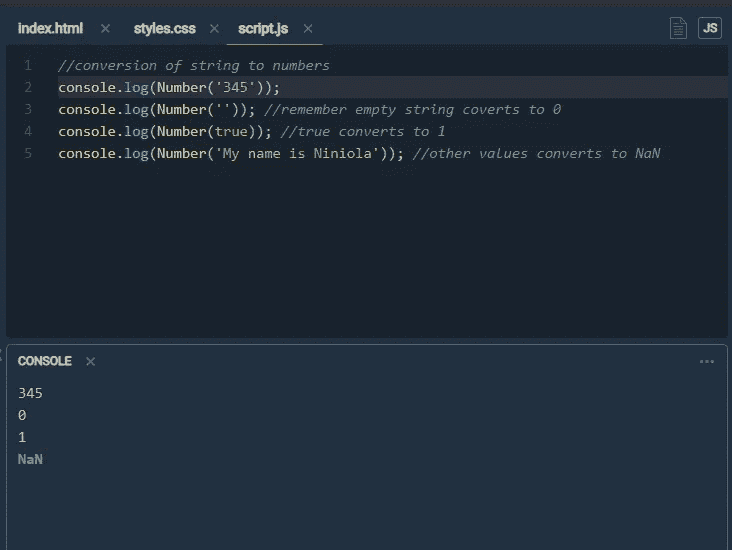 index.html × styles.css × script.js ×
JS
1 //conversion of string to numbers
2 console.log(Number('345'));
3 console.log(Number('')); //remember empty string coverts to 0
4 console.log(Number(true)); //true converts to 1
5 console.log(Number('My name is Niniola')); //other values converts to NaN
CONSOLE ×
345
0
1
NaN